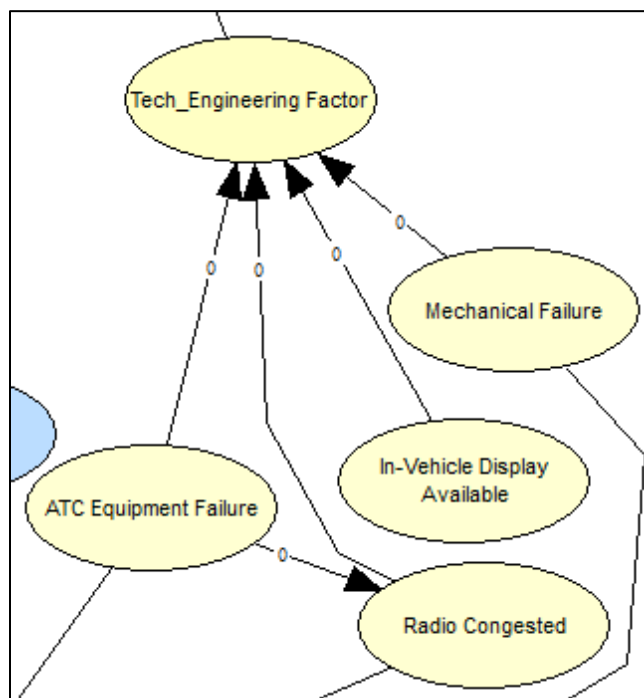 Tech_Engineering Factor
0
0
0
0
Mechanical Failure
In-Vehicle Display
Available
ATC Equipment Failure
0
Radio Congested